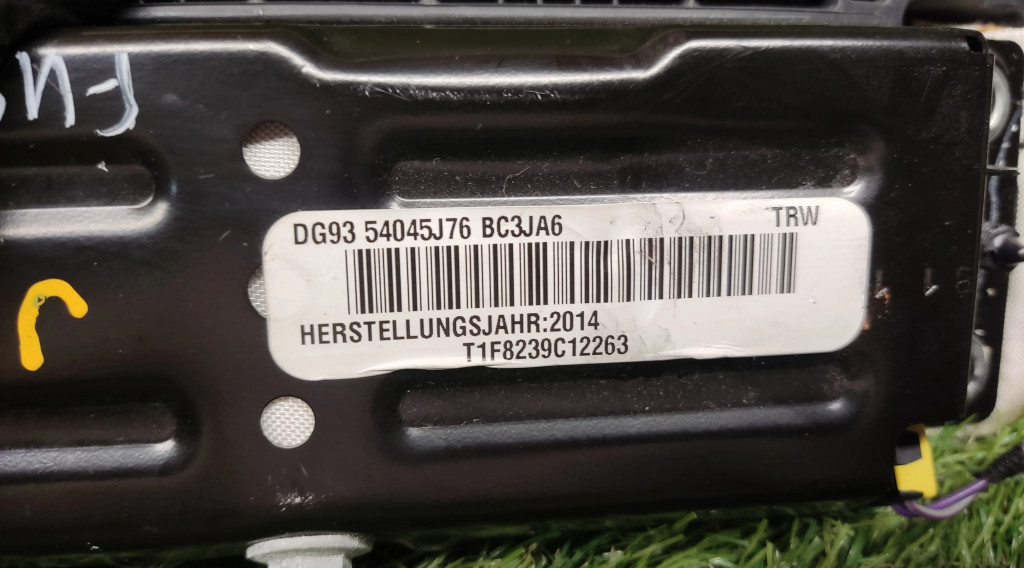 DG93 54045J76 BC3JA6 TRW
HERSTELLUNGSJAHR:2014
T1F8239C12263